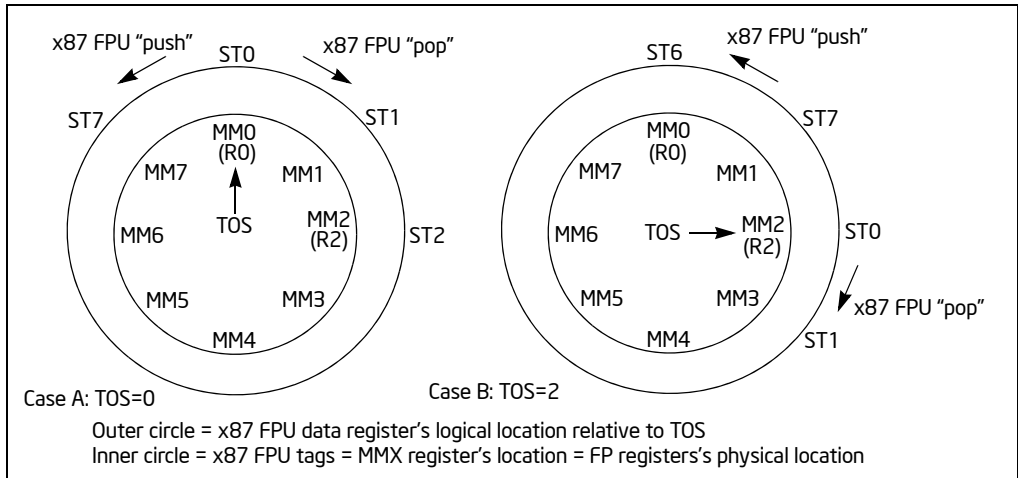 x87 FPU “push”
x87 FPU “pop”
ST0
ST7
ST1
MM0
(R0)
MM7
MM1
TOS
MM6
MM2
(R2)
ST2
MM5
MM3
MM4
Case A: TOS=0
x87 FPU “push”
ST6
ST7
MM0
(R0)
MM7
MM1
MM6
TOS
MM2
(R2)
ST0
MM5
MM3
x87 FPU “pop”
MM4
ST1
Case B: TOS=2
Outer circle = x87 FPU data register’s logical location relative to TOS
Inner circle = x87 FPU tags = MMX register’s location = FP registers’s physical location